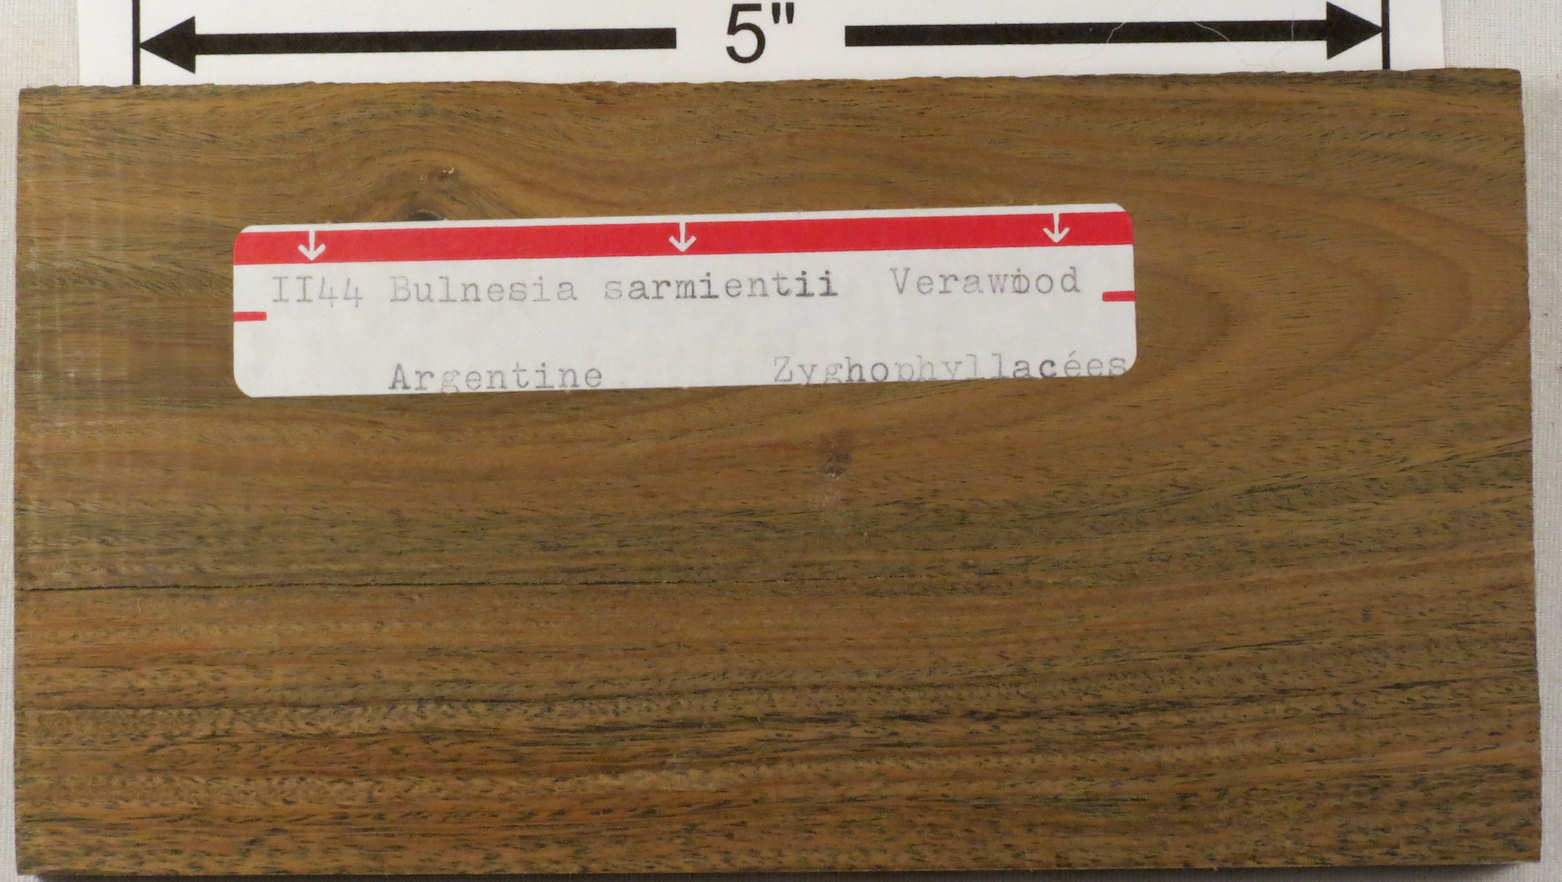 5"
II44 Bulnesia sarmientii Verawood
Argentine Zyghophyllacées